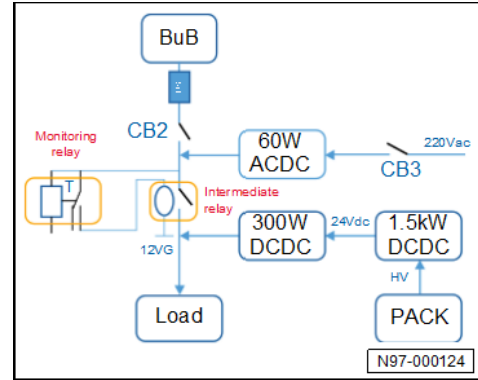 BuB
CB2
Monitoring
relay
60W
ACDC
220Vac
CB3
T
Intermediate
relay
12VG
300W
DCDC
24Vdc
1.5kW
DCDC
HV
Load
PACK
N97-000124